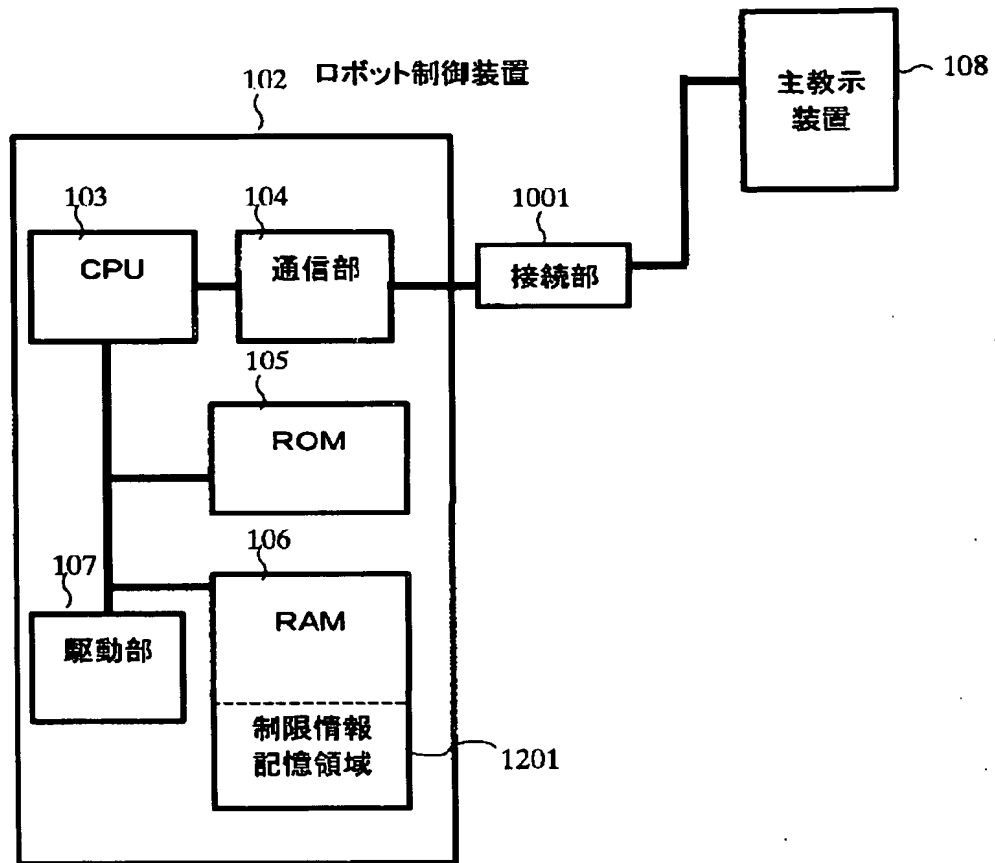 102
ロボット制御装置
主教示
装置
108
103
CPU
104
通信部
1001
接続部
105
ROM
106
RAM
107
駆動部
制限情報
記憶領域
1201